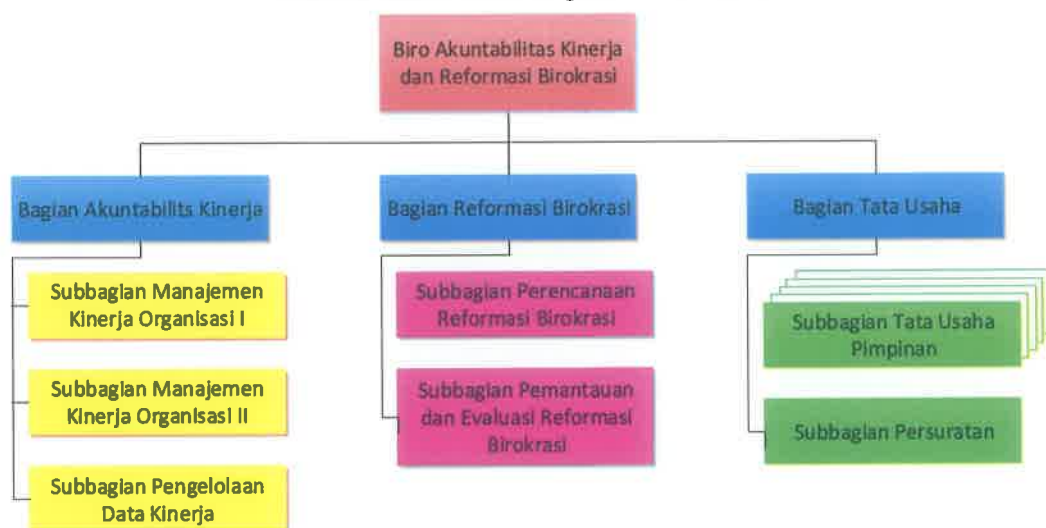 Biro Akuntabilitas Kinerja
dan Reformasi Birokrasi
Bagian Akuntabilits Kinerja
Bagian Reformasi Birokrasi
Bagian Tata Usaha
Subbagian Manajemen
Kinerja Organisasi I
Subbagian Manajemen
Kinerja Organisasi II
Subbagian Pengelolaan
Data Kinerja
Subbagian Perencanaan
Reformasi Birokrasi
Subbagian Pemantauan
dan Evaluasi Reformasi
Birokrasi
Subbagian Tata Usaha
Pimpinan
Subbagian Persuratan